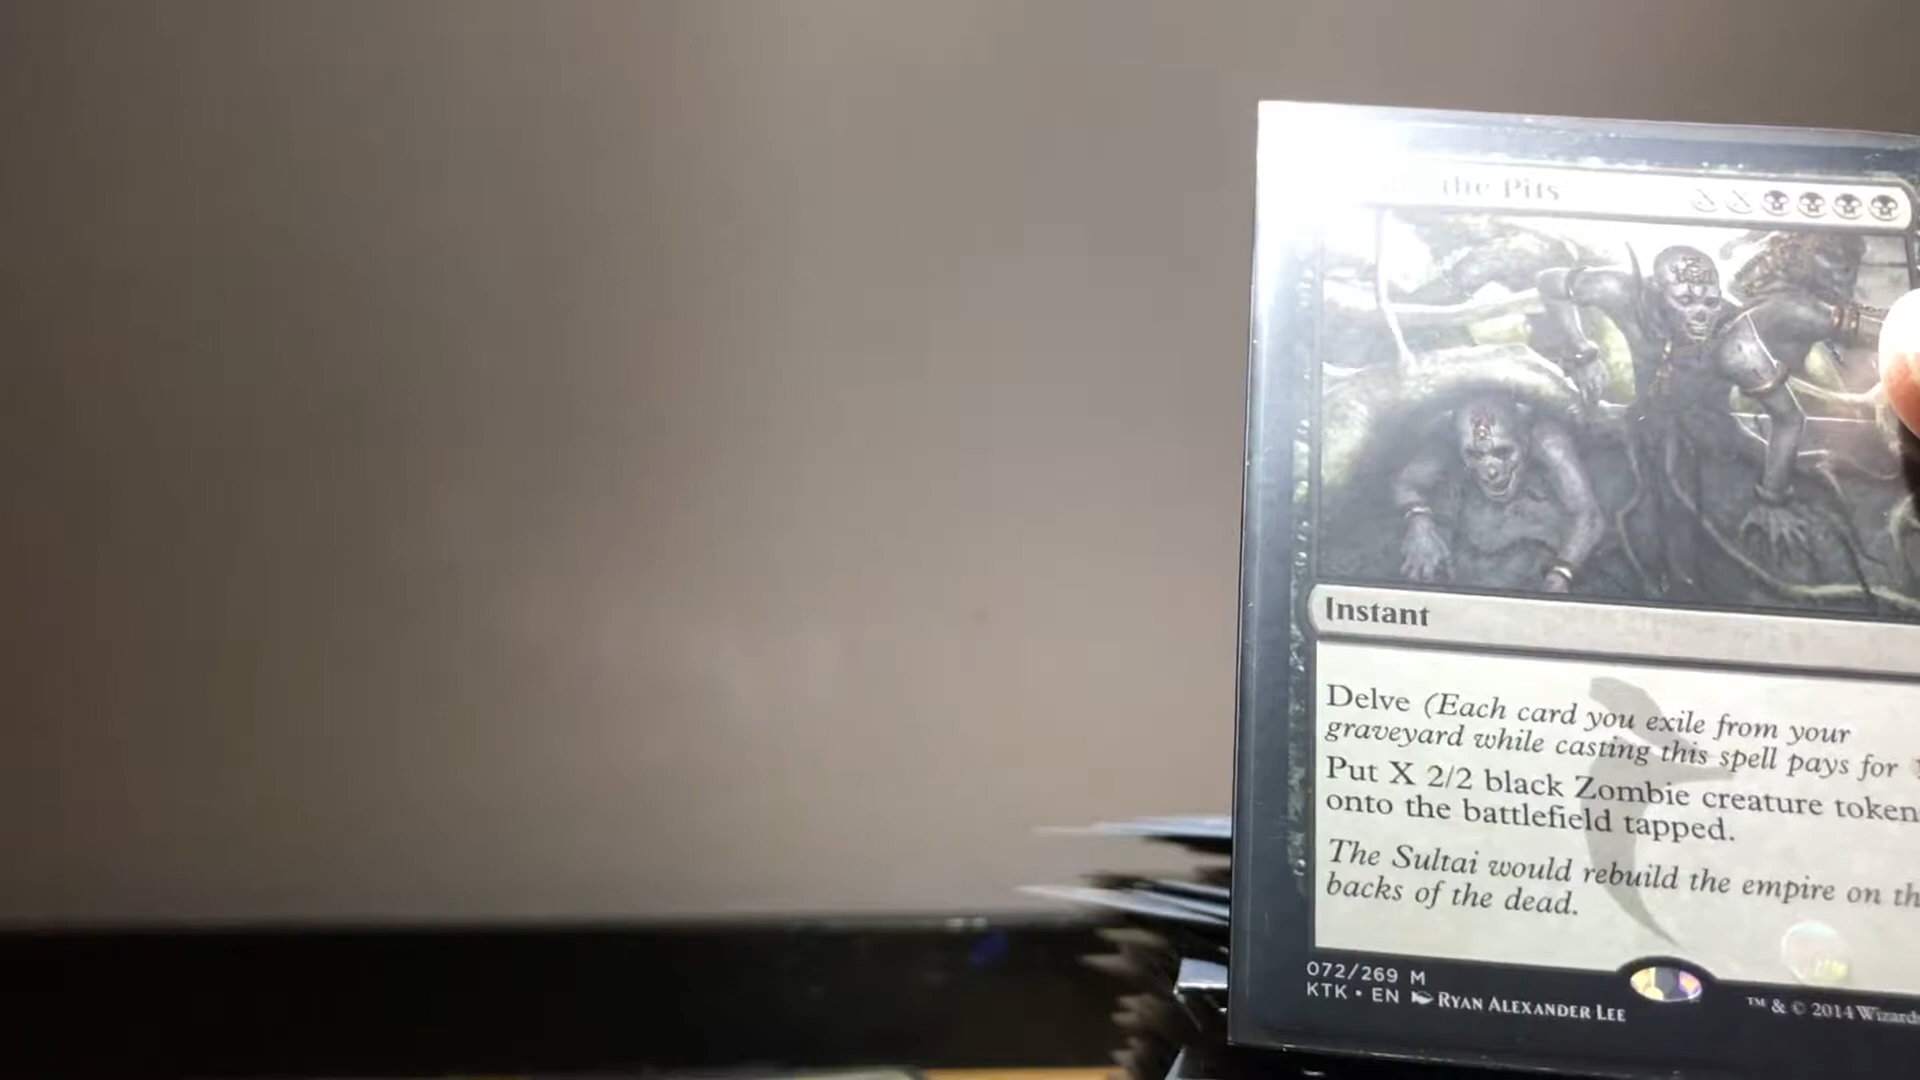 the Pits X X
Instant
Delve (Each card you exile from your
graveyard while casting this spell pays for
Put X 2/2 black Zombie creature token
onto the battlefield tapped.
The Sultai would rebuild the empire on th
backs of the dead.
072/269 M
KTK • EN RYAN ALEXANDER LEE
™ & © 2014 Wizards